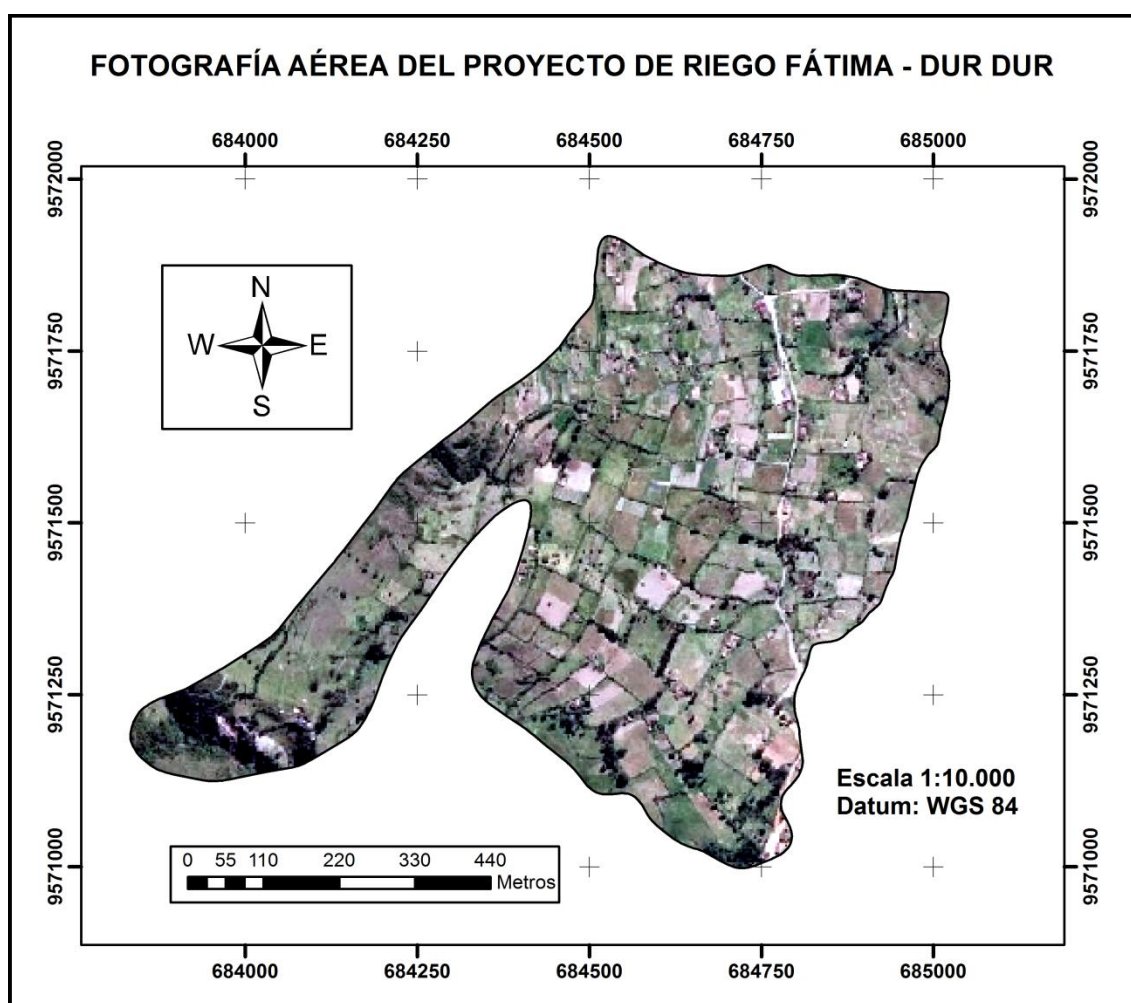 FOTOGRAFÍA AÉREA DEL PROYECTO DE RIEGO FÁTIMA - DUR DUR
684000 684250 684500 684750 685000
9572000 9572000
N
W E
S
9571750 9571750
9571500 9571500
9571250 9571250
Escala 1:10.000
Datum: WGS 84
0 55 110 220 330 440
Metros
9571000 9571000
684000 684250 684500 684750 685000